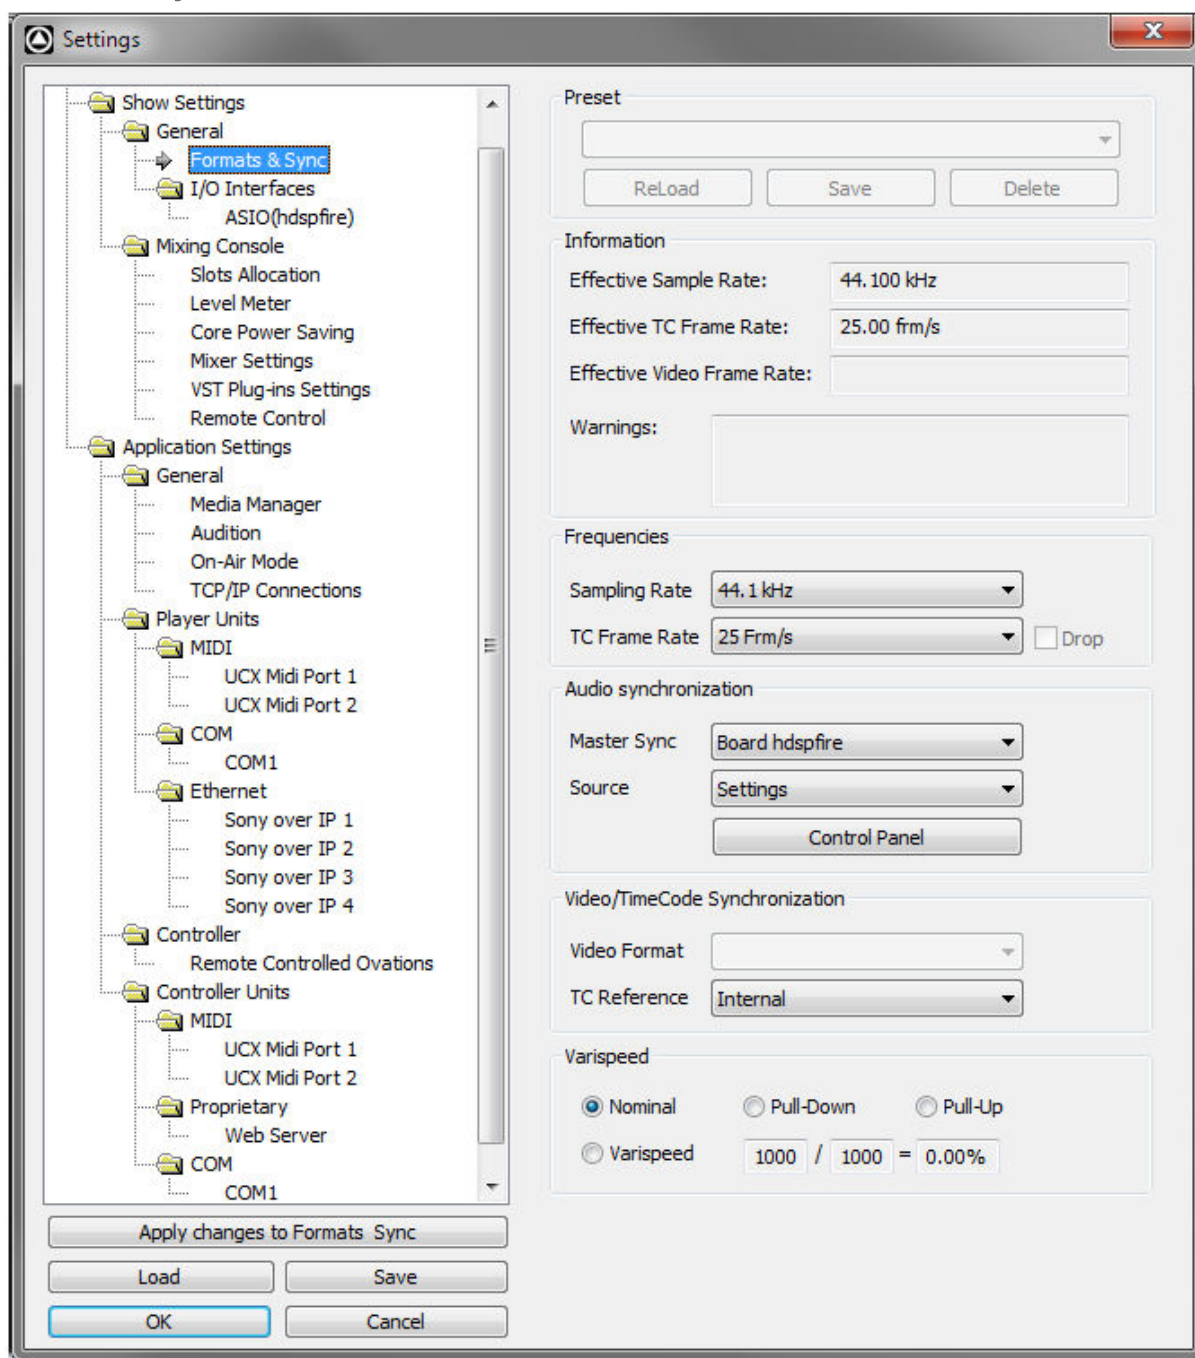 Settings
Show Settings
General
Formats & Sync
I/O Interfaces
ASIO(hdspfire)
Mixing Console
Slots Allocation
Level Meter
Core Power Saving
Mixer Settings
VST Plug-ins Settings
Remote Control
Application Settings
General
Media Manager
Audition
On-Air Mode
TCP/IP Connections
Player Units
MIDI
UCX Midi Port 1
UCX Midi Port 2
COM
COM1
Ethernet
Sony over IP 1
Sony over IP 2
Sony over IP 3
Sony over IP 4
Controller
Remote Controlled Ovations
Controller Units
MIDI
UCX Midi Port 1
UCX Midi Port 2
Proprietary
Web Server
COM
COM1
Apply changes to Formats Sync
Load Save
OK Cancel
Preset
ReLoad Save Delete
Information
Effective Sample Rate: 44.100 kHz
Effective TC Frame Rate: 25.00 frm/s
Effective Video Frame Rate:
Warnings:
Frequencies
Sampling Rate 44.1 kHz
TC Frame Rate 25 Frm/s Drop
Audio synchronization
Master Sync Board hdspfire
Source Settings
Control Panel
Video/TimeCode Synchronization
Video Format
TC Reference Internal
Varispeed
Nominal Pull-Down Pull-Up
Varispeed 1000 / 1000 = 0.00%